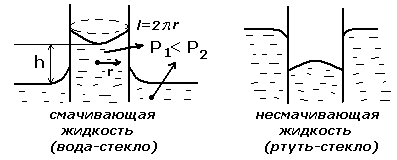 l=2πr
P₁< P₂
h
r
смачивающая
жидкость
(вода-стекло)
несмачивающая
жидкость
(ртуть-стекло)